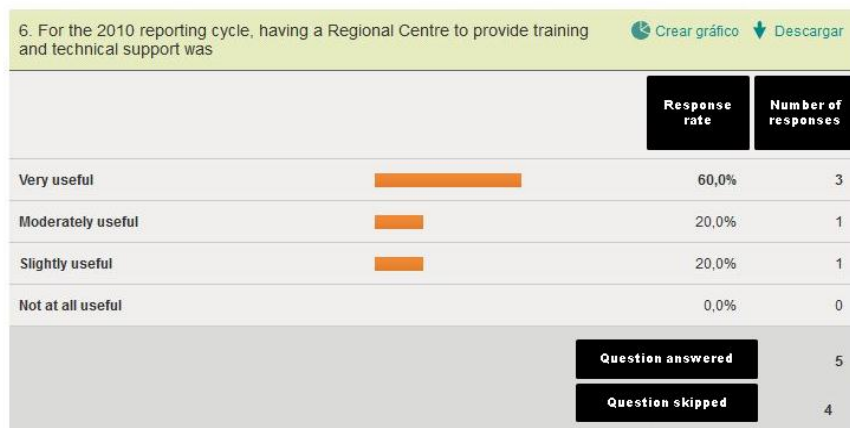 6. For the 2010 reporting cycle, having a Regional Centre to provide training
and technical support was
Crear gráfico Descargar
Response
rate
Number of
responses
Very useful 60,0% 3
Moderately useful 20,0% 1
Slightly useful 20,0% 1
Not at all useful 0,0% 0
Question answered 5
Question skipped 4